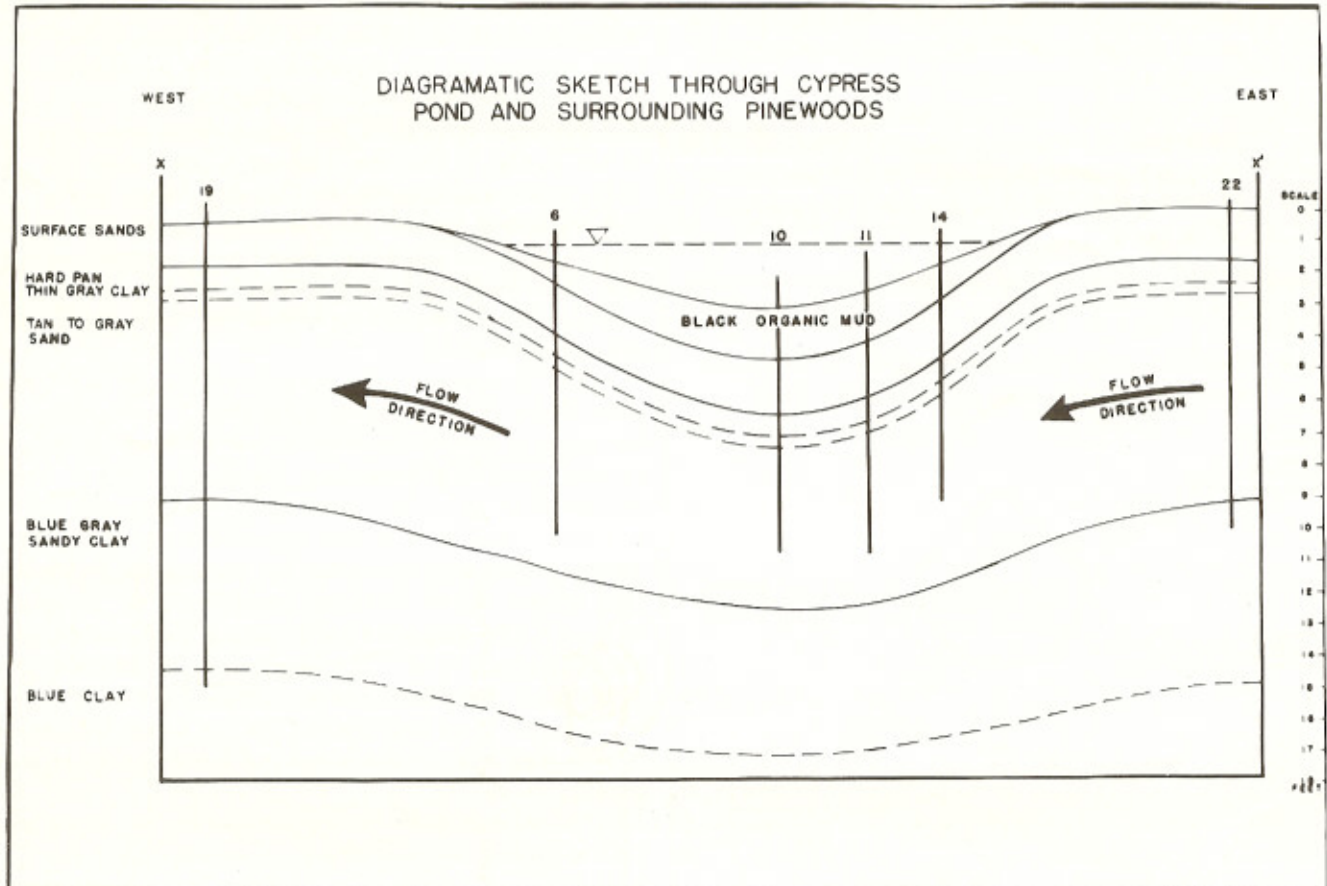 DIAGRAMATIC SKETCH THROUGH CYPRESS
POND AND SURROUNDING PINEWOODS
WEST
EAST
X
X'
19
6
10
11
14
22
SCALE
0
1
2
3
4
5
6
7
8
9
10
11
12
13
14
15
16
17
FEET
SURFACE SANDS
HARD PAN
THIN GRAY CLAY
TAN TO GRAY
SAND
BLACK ORGANIC MUD
FLOW
DIRECTION
FLOW
DIRECTION
BLUE GRAY
SANDY CLAY
BLUE CLAY